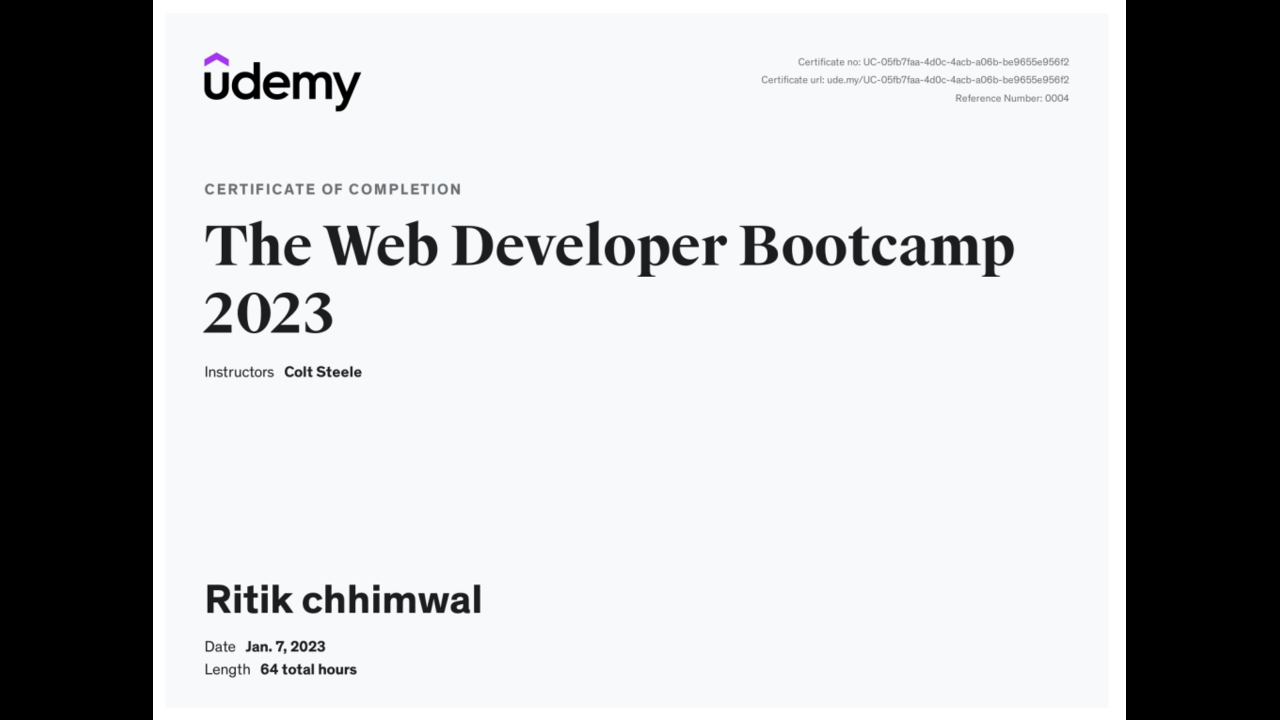 udemy
Certificate no: UC-05fb7faa-4d0c-4acb-a06b-be9655e956f2
Certificate url: ude.my/UC-05fb7faa-4d0c-4acb-a06b-be9655e956f2
Reference Number: 0004
CERTIFICATE OF COMPLETION
The Web Developer Bootcamp
2023
Instructors Colt Steele
Ritik chhimwal
Date Jan. 7, 2023
Length 64 total hours